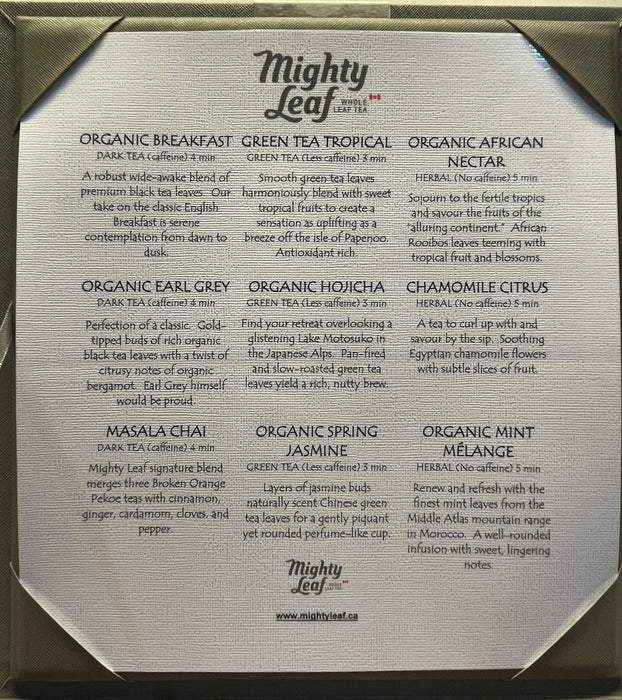 Mighty
Leaf WHOLE
LEAF TEA
ORGANIC BREAKFAST
DARK TEA (caffeine) 4 min
A robust wide-awake blend of
premium black tea leaves. Our
take on the classic English
Breakfast is serene
contemplation from dawn to
dusk.
ORGANIC EARL GREY
DARK TEA (caffeine) 4 min
Perfection of a classic. Gold-
tipped buds of rich organic
black tea leaves with a twist of
citrusy notes of organic
bergamot. Earl Grey himself
would be proud.
MASALA CHAI
DARK TEA (caffeine) 4 min
Mighty Leaf signature blend
merges three Broken Orange
Pekoe teas with cinnamon,
ginger, cardamom, cloves, and
pepper.
GREEN TEA TROPICAL
GREEN TEA (Less caffeine) 3 min
Smooth green tea leaves
harmoniously blend with sweet
tropical fruits to create a
sensation as uplifting as a
breeze off the isle of Papenoo.
Antioxidant rich.
ORGANIC HOJICHA
GREEN TEA (Less caffeine) 3 min
Find your retreat overlooking a
glistening Lake Motosuko in
the Japanese Alps. Pan-fired
and slow-roasted green tea
leaves yield a rich, nutty brew.
ORGANIC SPRING
JASMINE
GREEN TEA (Less caffeine) 3 min
Layers of jasmine buds
naturally scent Chinese green
tea leaves for a gently piquant
yet rounded perfume-like cup.
ORGANIC AFRICAN
NECTAR
HERBAL (No caffeine) 5 min
Sojourn to the fertile tropics
and savour the fruits of the
"alluring continent." African
Rooibos leaves teeming with
tropical fruit and blossoms.
CHAMOMILE CITRUS
HERBAL (No caffeine) 5 min
A tea to curl up with and
savour by the sip. Soothing
Egyptian chamomile flowers
with subtle slices of fruit.
ORGANIC MINT
MÉLANGE
HERBAL (No caffeine) 5 min
Renew and refresh with the
finest mint leaves from the
Middle Atlas mountain range
in Morocco. A well-rounded
infusion with sweet, lingering
notes.
Mighty
Leaf WHOLE
LEAF TEA
www.mightyleaf.ca